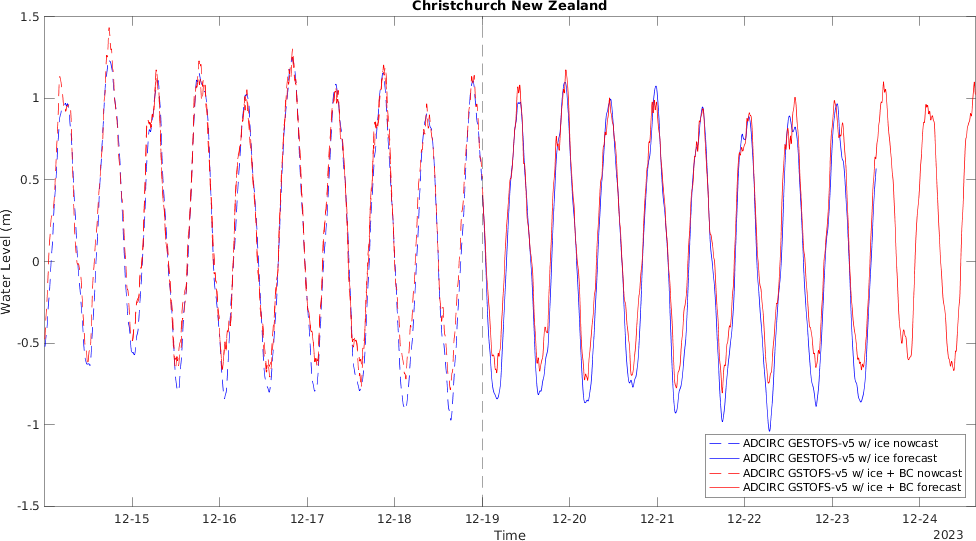 Christchurch New Zealand
1.5
1
0.5
0
-0.5
-1
-1.5
Water Level (m)
ADCIRC GESTOFS-v5 w/ ice nowcast
ADCIRC GESTOFS-v5 w/ ice forecast
ADCIRC GSTOFS-v5 w/ ice + BC nowcast
ADCIRC GSTOFS-v5 w/ ice + BC forecast
12-15 12-16 12-17 12-18 12-19 12-20 12-21 12-22 12-23 12-24
Time
2023